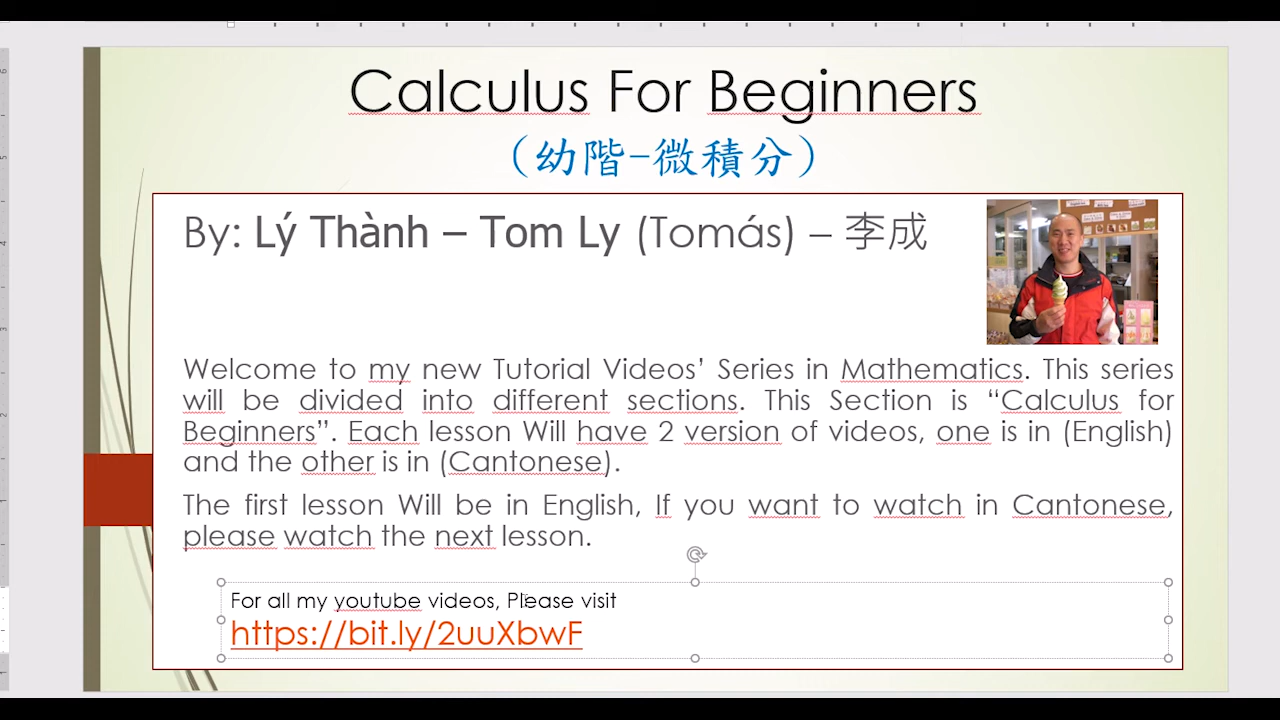 Calculus For Beginners
（幼階-微積分）
By: Lý Thành – Tom Ly (Tomás) – 李成
Welcome to my new Tutorial Videos’ Series in Mathematics. This series
will be divided into different sections. This Section is “Calculus for
Beginners”. Each lesson Will have 2 version of videos, one is in (English)
and the other is in (Cantonese).
The first lesson Will be in English, If you want to watch in Cantonese,
please watch the next lesson.
For all my youtube videos, Please visit
https://bit.ly/2uuXbwF